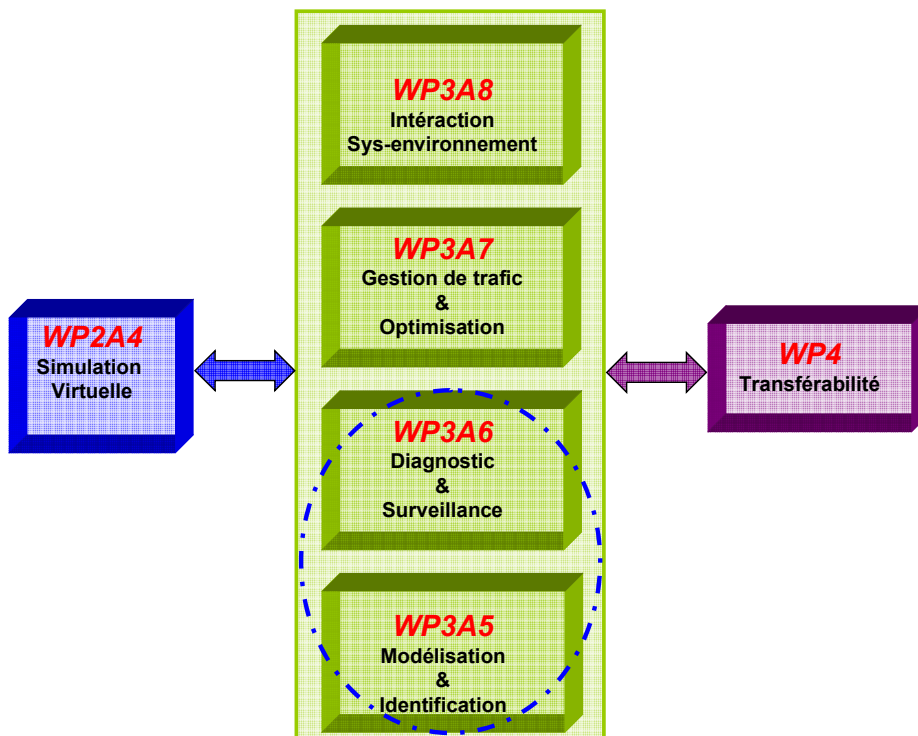 WP3A8
Intéraction
Sys-environnement
WP3A7
Gestion de trafic
&
Optimisation
WP2A4
Simulation
Virtuelle
WP4
Transférabilité
WP3A6
Diagnostic
&
Surveillance
WP3A5
Modélisation
&
Identification